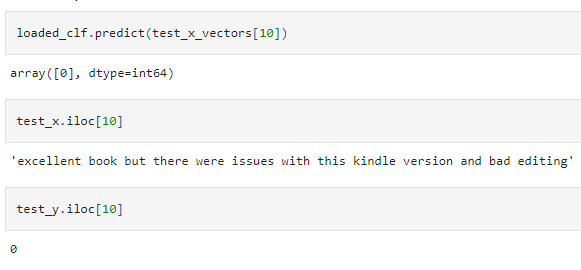 loaded_clf.predict(test_x_vectors[10])
array([0], dtype=int64)
test_x.iloc[10]
'excellent book but there were issues with this kindle version and bad editing'
test_y.iloc[10]
0